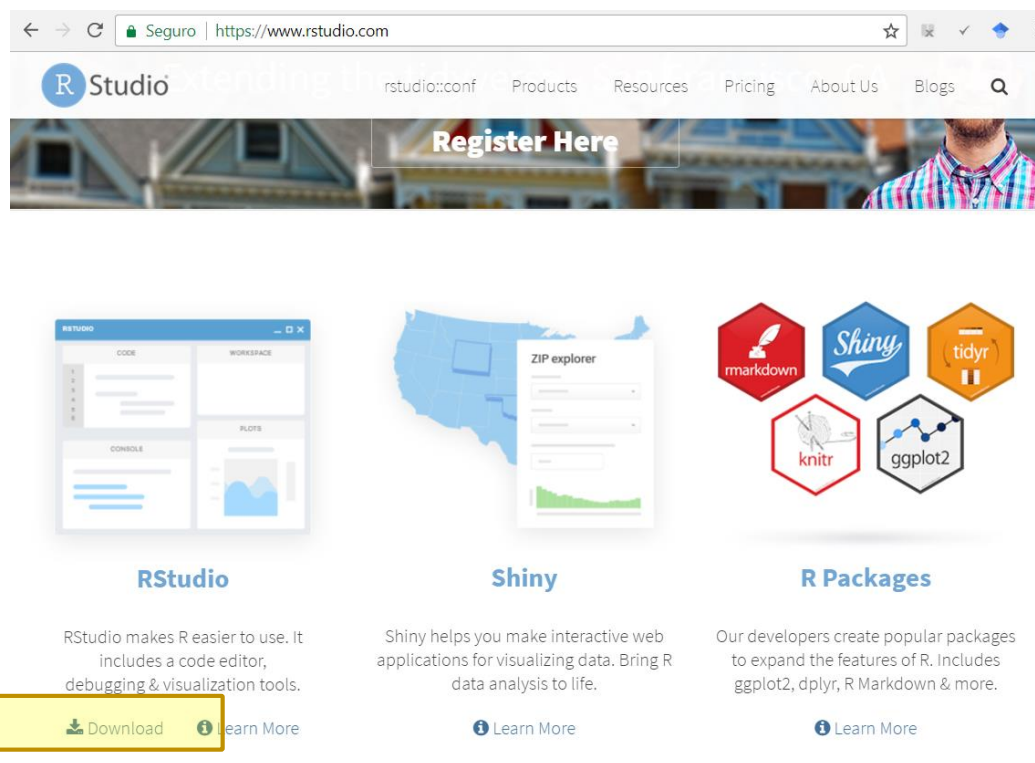 Seguro | https://www.rstudio.com
R Studio
rstudio::conf Products Resources Pricing About Us Blogs
Extending the tidyverse
Register Here
RSTUDIO
CODE WORKSPACE
PLOTS
CONSOLE
ZIP explorer
rmarkdown Shiny tidyr
knitr ggplot2
RStudio
RStudio makes R easier to use. It
includes a code editor,
debugging & visualization tools.
Download Learn More
Shiny
Shiny helps you make interactive web
applications for visualizing data. Bring R
data analysis to life.
Learn More
R Packages
Our developers create popular packages
to expand the features of R. Includes
ggplot2, dplyr, R Markdown & more.
Learn More